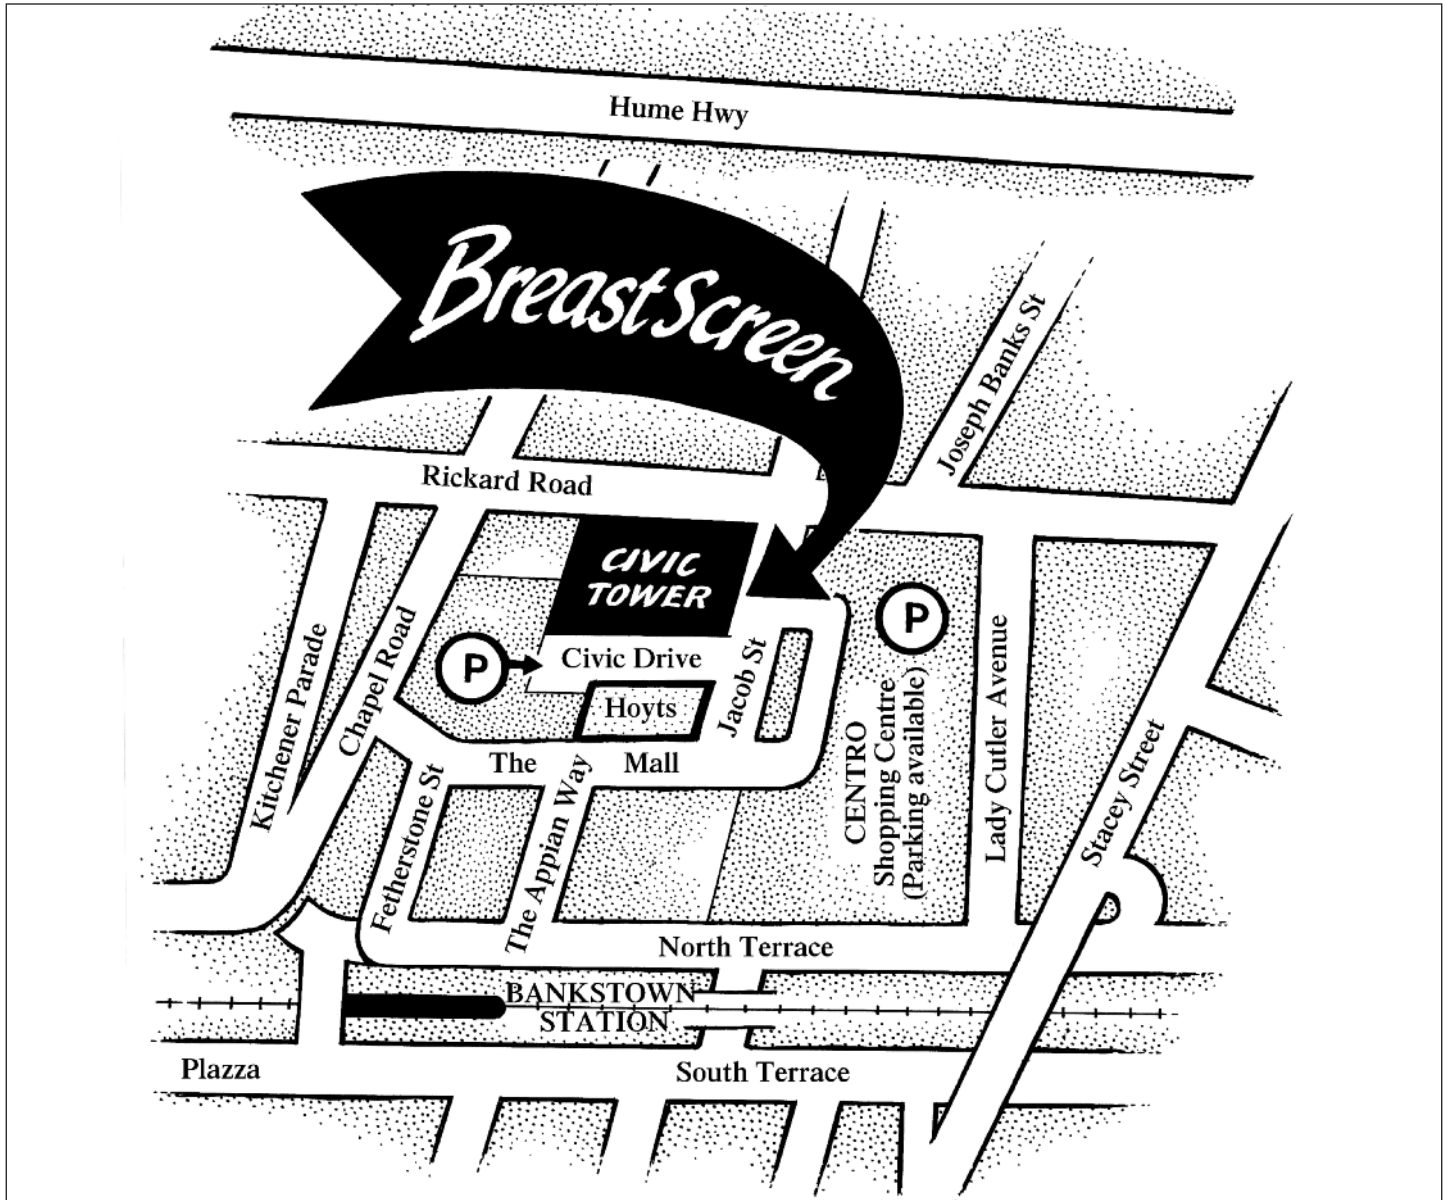 Hume Hwy
BreastScreen
Joseph Banks St
Rickard Road
CIVIC
TOWER
P
P
Civic Drive
Hoyts
Jacob St
Kitchener Parade
Chapel Road
The Mall
Fetherstone St
The Appian Way
CENTRO
Shopping Centre
(Parking available)
Lady Cutler Avenue
Stacey Street
North Terrace
BANKSTOWN
STATION
Plazza
South Terrace